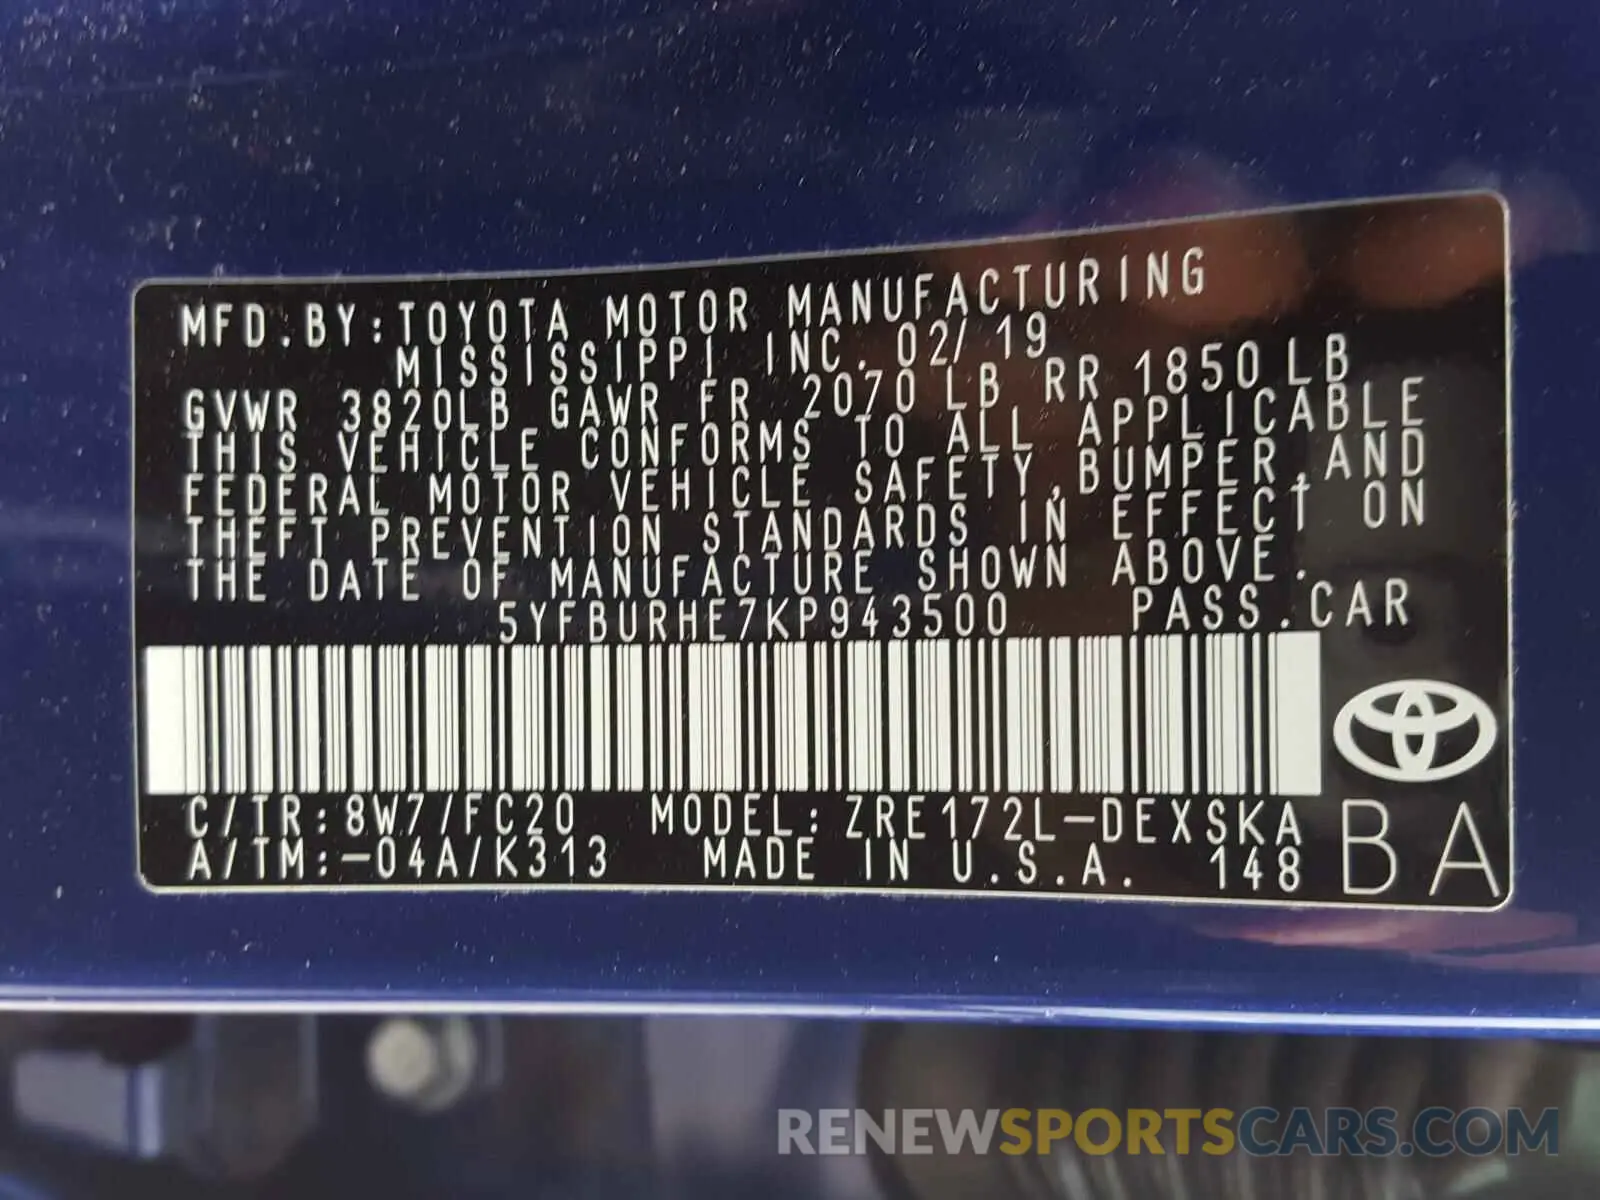 MFD.BY:TOYOTA MOTOR MANUFACTURING
MISSISSIPPI INC. 02/19
GVWR 3820LB GAWR FR 2070LB RR 1850LB
THIS VEHICLE CONFORMS TO ALL APPLICABLE
FEDERAL MOTOR VEHICLE SAFETY,BUMPER,AND
THEFT PREVENTION STANDARDS IN EFFECT ON
THE DATE OF MANUFACTURE SHOWN ABOVE.
5YFBURHE7KP943500 PASS.CAR
C/TR:8W7/FC20 MODEL:ZRE172L-DEXSKA
A/TM:-04A/K313 MADE IN U.S.A. 148
BA
RENEWSPORTSCARS.COM